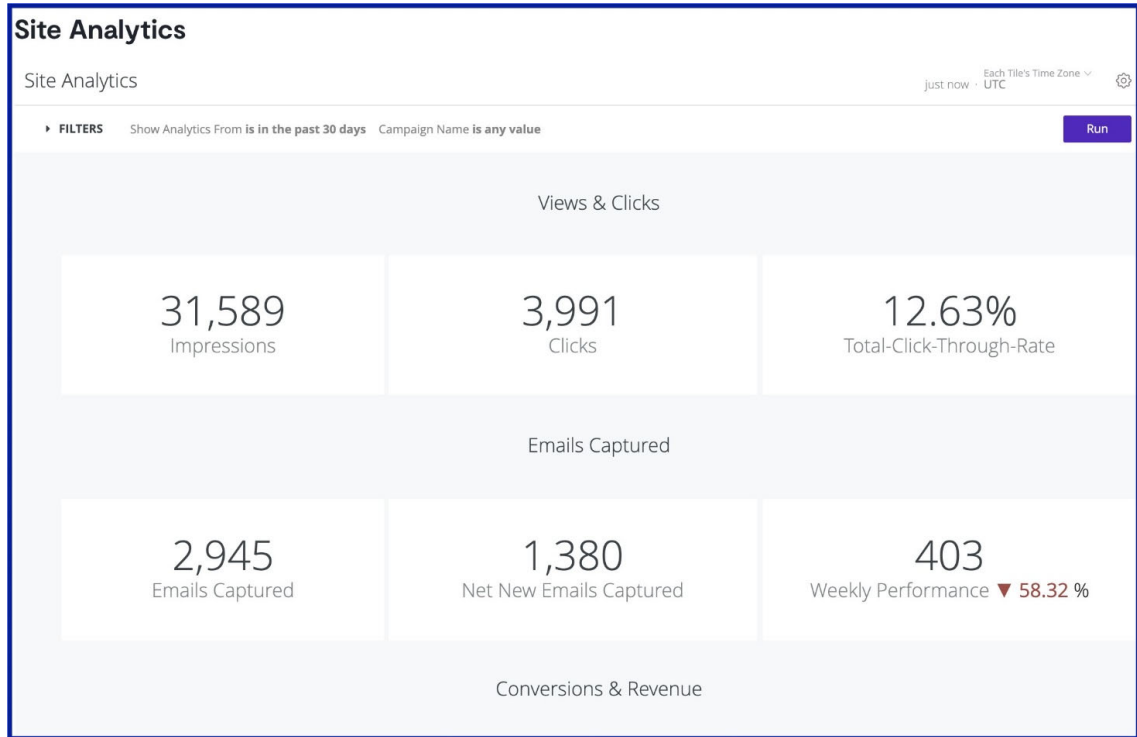 Site Analytics
Site Analytics
Each Tile's Time Zone
just now · UTC
FILTERS Show Analytics From is in the past 30 days Campaign Name is any value
Run
Views & Clicks
31,589
Impressions
3,991
Clicks
12.63%
Total-Click-Through-Rate
Emails Captured
2,945
Emails Captured
1,380
Net New Emails Captured
403
Weekly Performance ▼ 58.32 %
Conversions & Revenue